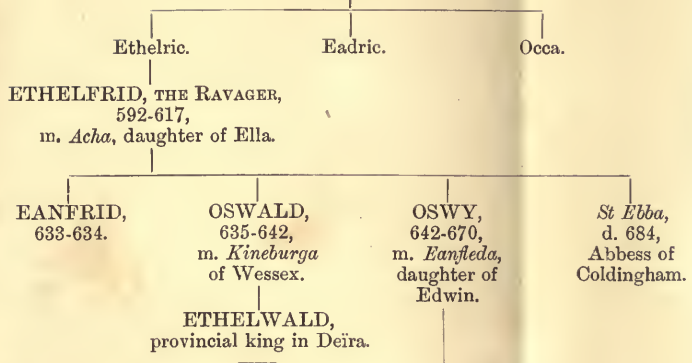 Ethelric. Eadric. Occa.
ETHELFRID, THE RAVAGER,
592-617,
m. Acha, daughter of Ella.
EANFRID,
633-634.
OSWALD,
635-642,
m. Kineburga
of Wessex.
OSWY,
642-670,
m. Eanfleda,
daughter of
Edwin.
St Ebba,
d. 684,
Abbess of
Coldingham.
ETHELWALD,
provincial king in Deïra.